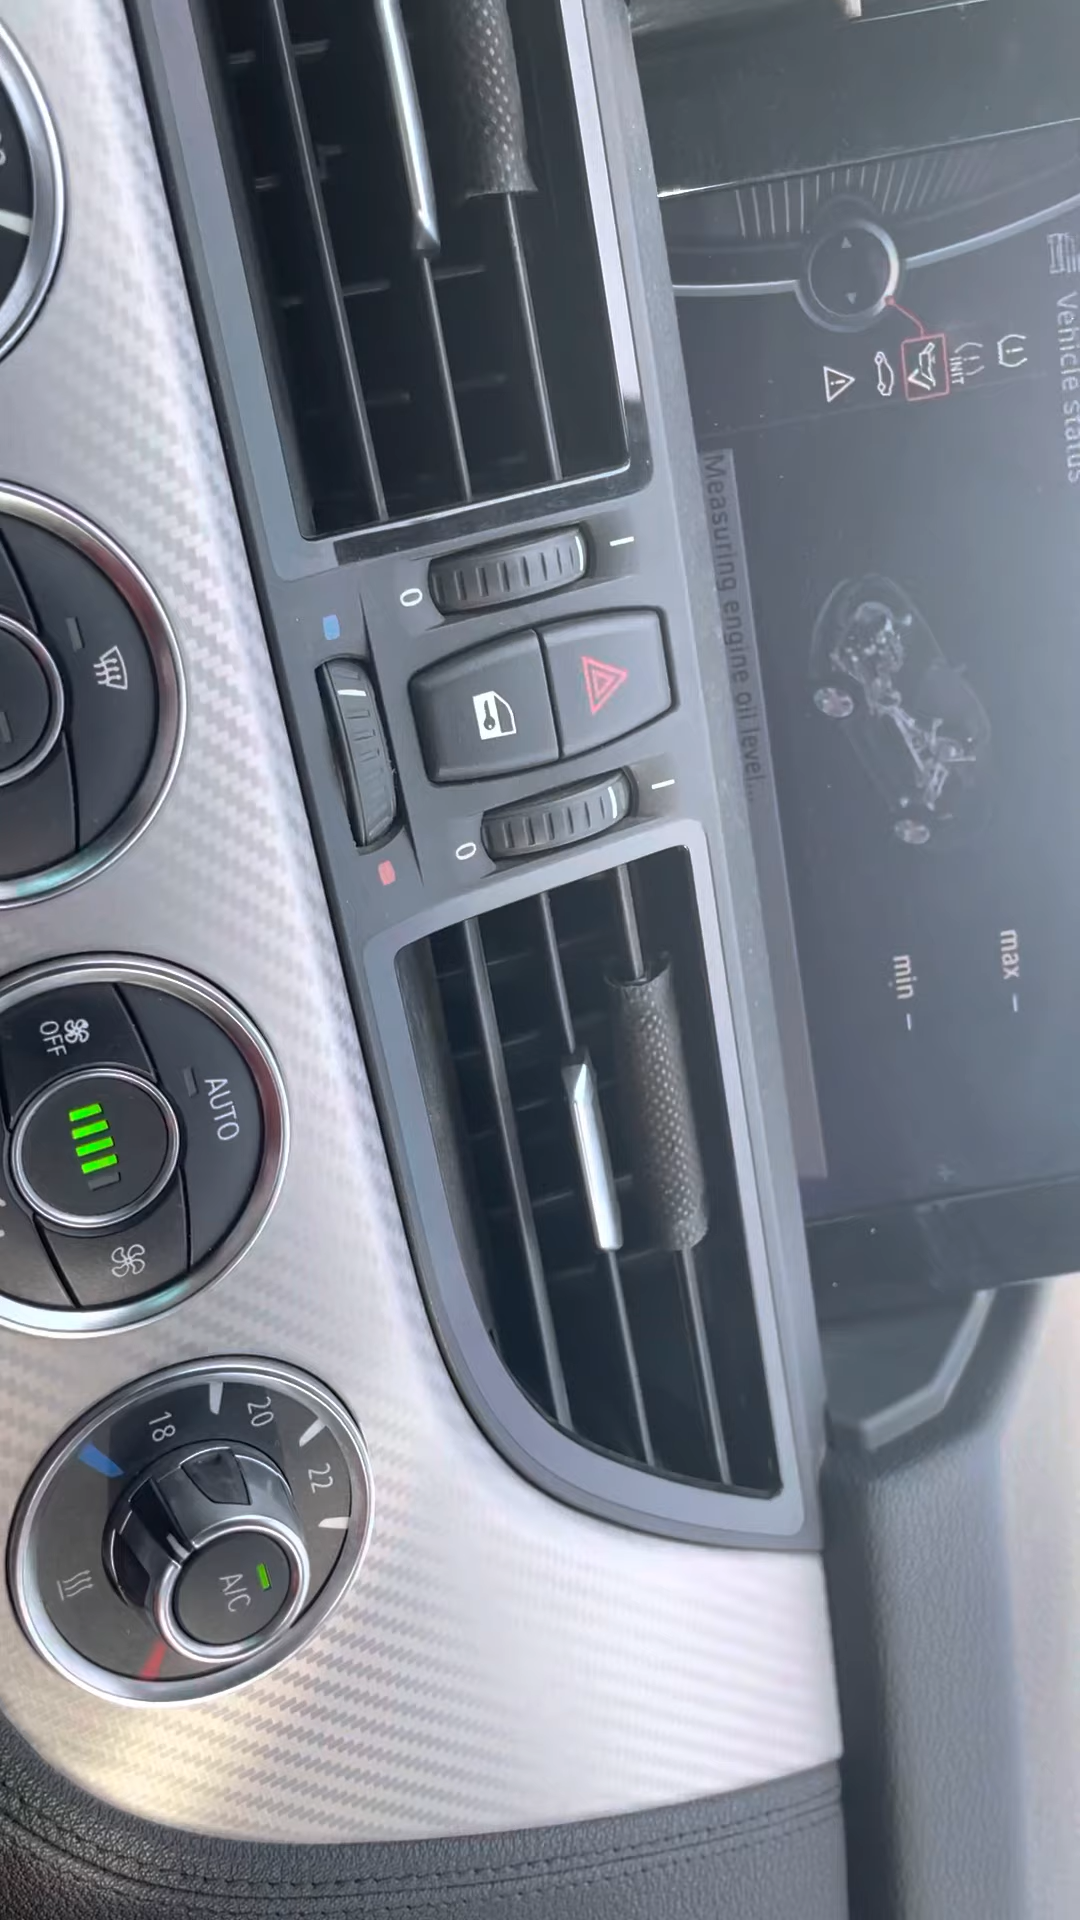 Vehicle status
INIT
max –
min –
Measuring engine oil level...
I
0
I
0
AUTO
OFF
18
20
22
A/C